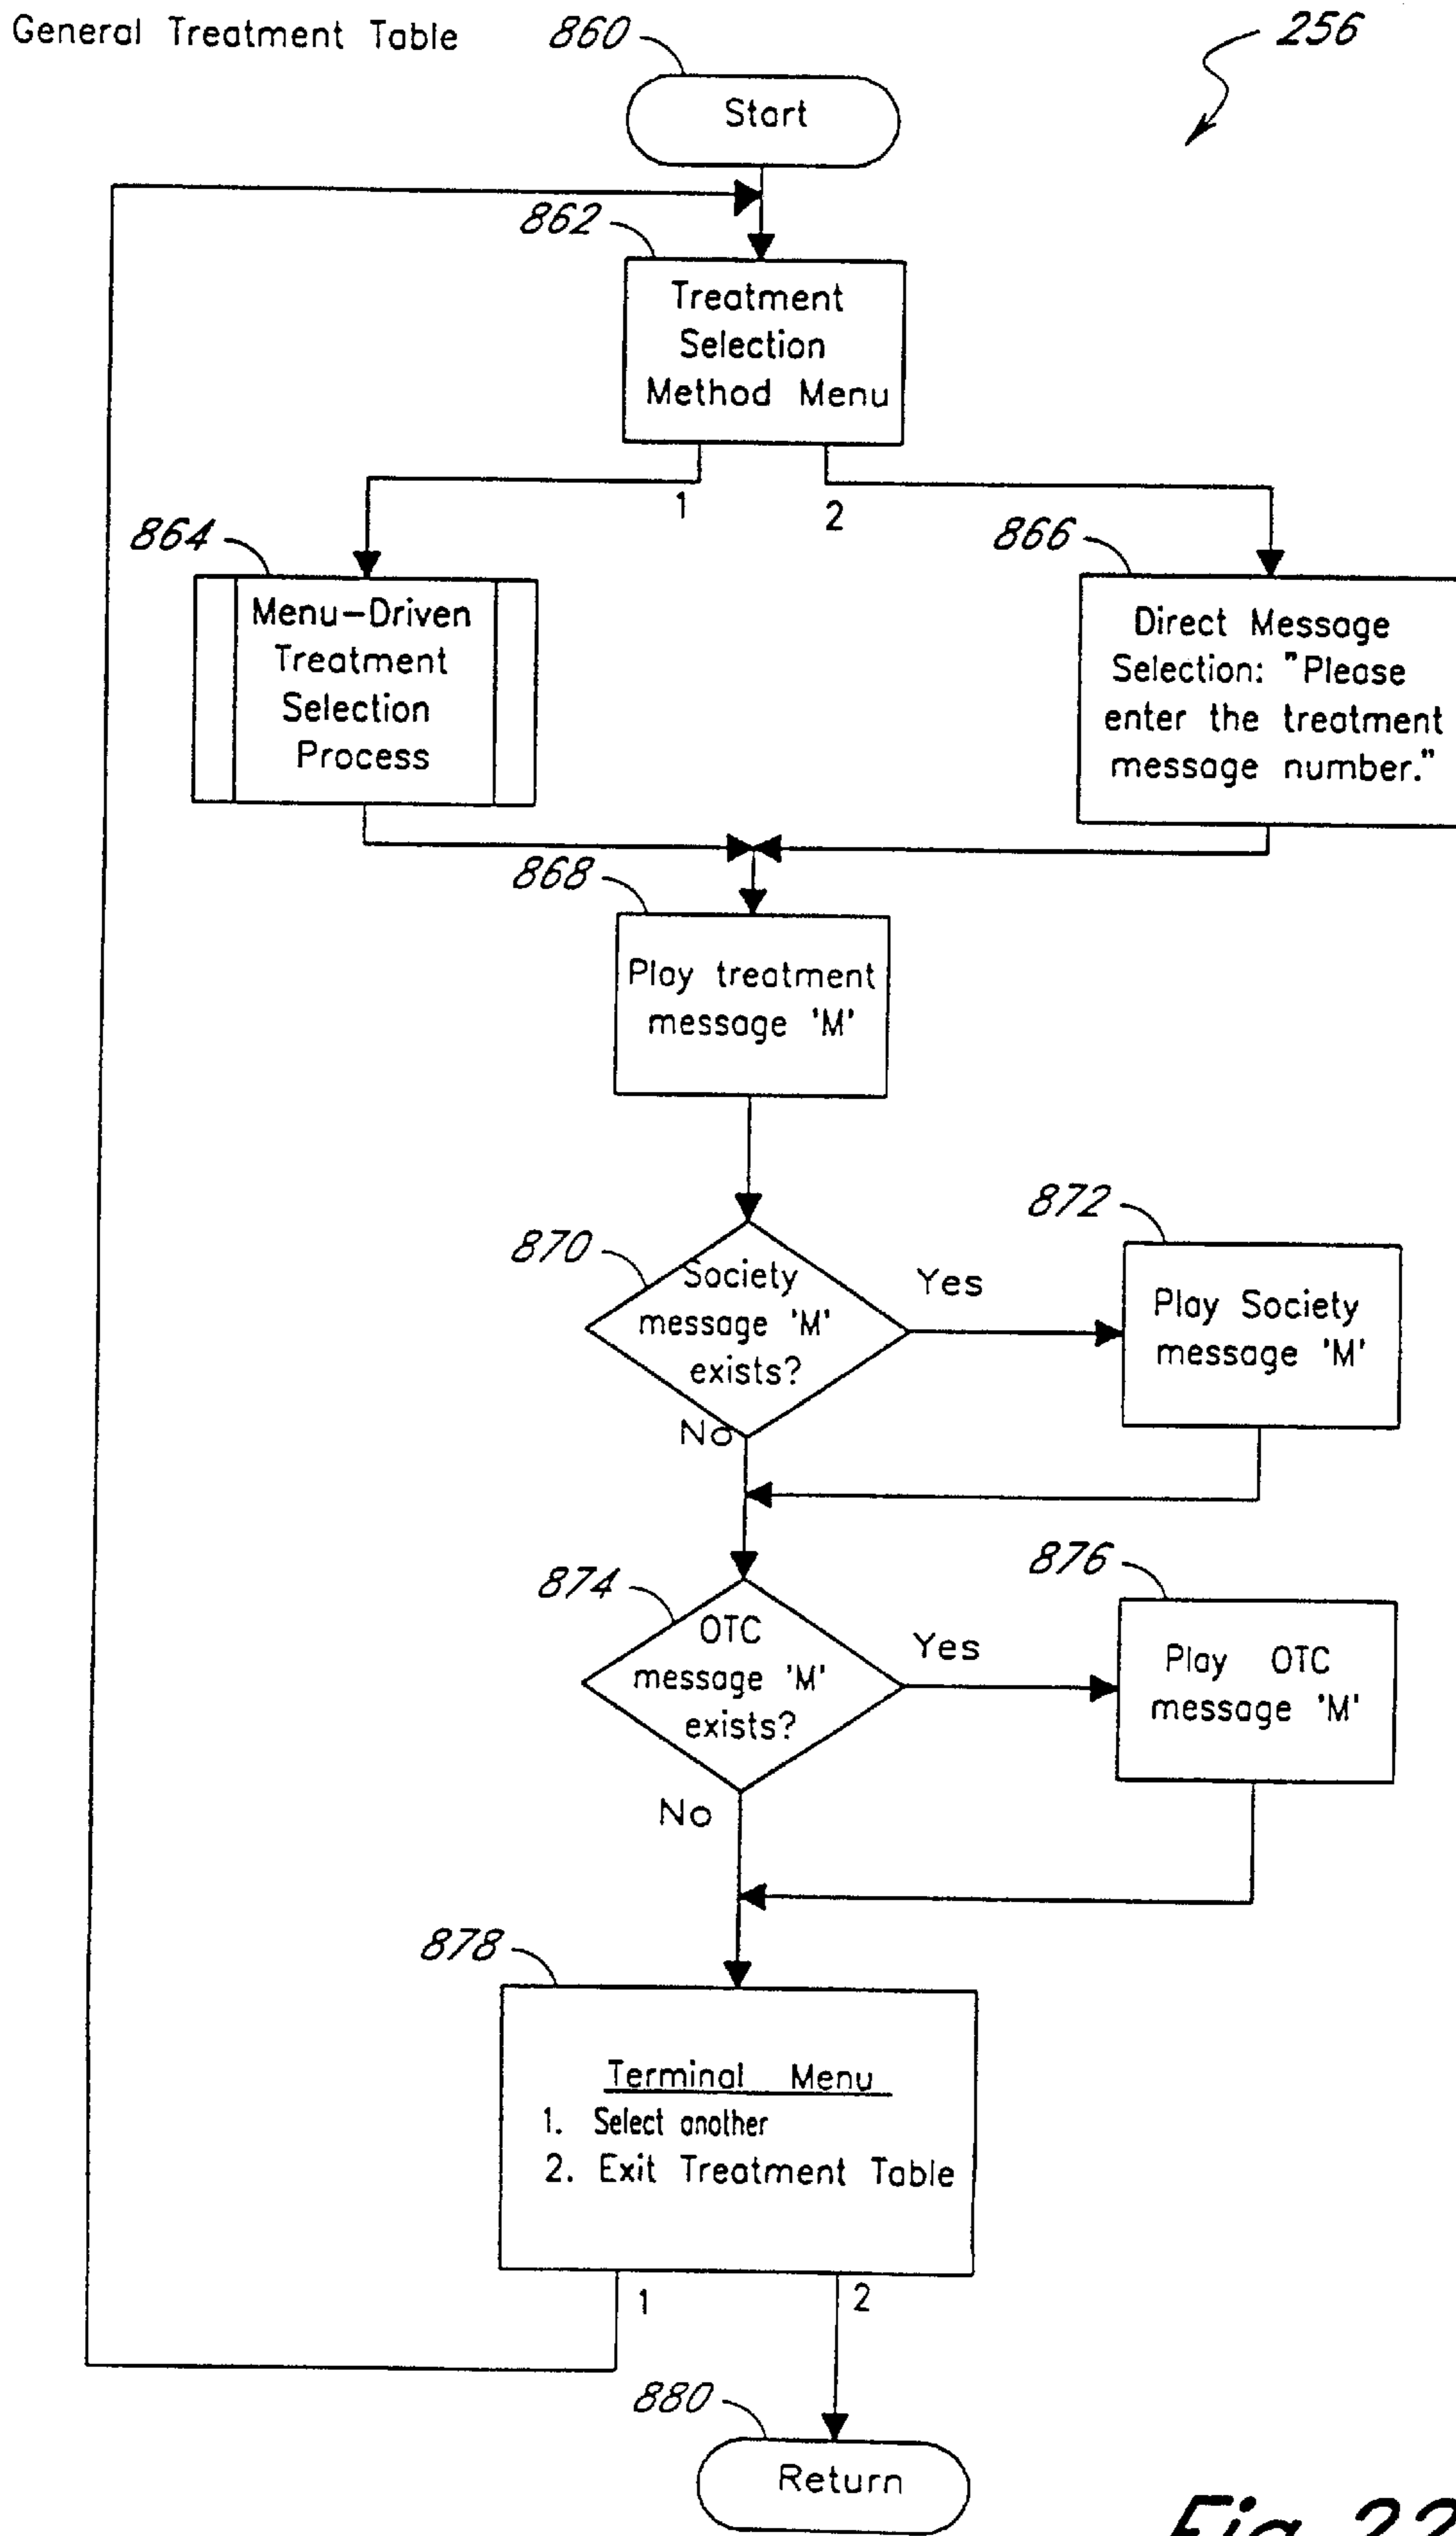 General Treatment Table
860
256
Start
862
Treatment
Selection
Method Menu
1
2
864
866
Menu-Driven
Treatment
Selection
Process
Direct Message
Selection: "Please
enter the treatment
message number."
868
Play treatment
message 'M'
870
Society
message 'M'
exists?
Yes
872
Play Society
message 'M'
No
874
OTC
message 'M'
exists?
Yes
876
Play OTC
message 'M'
No
878
Terminal Menu
1. Select another
2. Exit Treatment Table
1
2
880
Return
Fig. 22